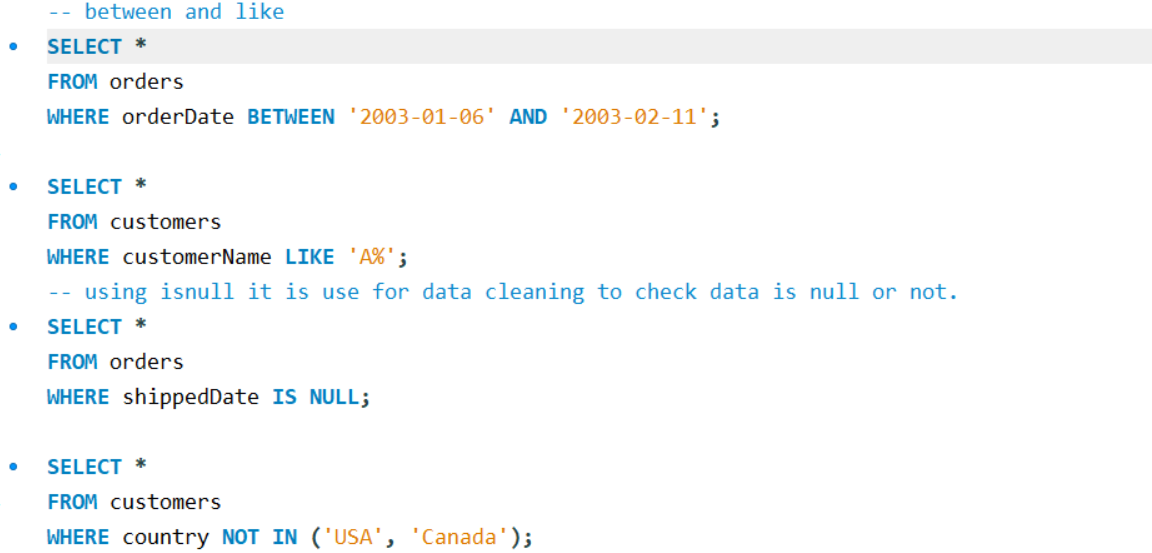 -- between and like
SELECT *
FROM orders
WHERE orderDate BETWEEN '2003-01-06' AND '2003-02-11';
SELECT *
FROM customers
WHERE customerName LIKE 'A%';
-- using isnull it is use for data cleaning to check data is null or not.
SELECT *
FROM orders
WHERE shippedDate IS NULL;
SELECT *
FROM customers
WHERE country NOT IN ('USA', 'Canada');